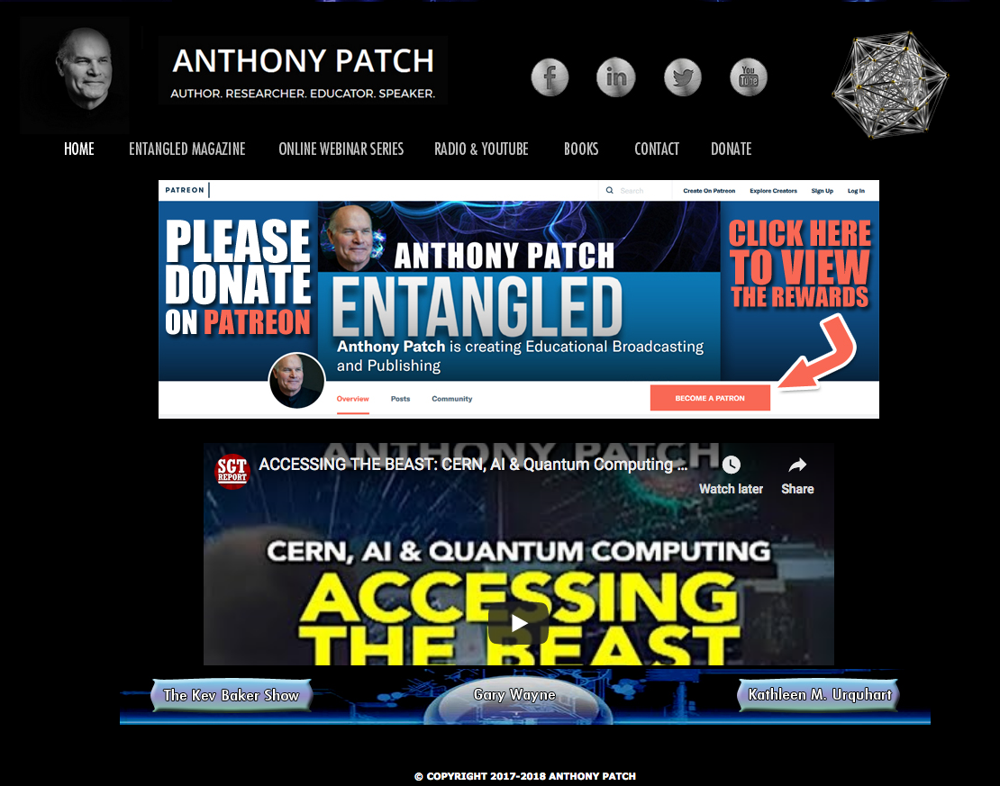 ANTHONY PATCH
AUTHOR. RESEARCHER. EDUCATOR. SPEAKER.
f in You Tube
HOME ENTANGLED MAGAZINE ONLINE WEBINAR SERIES RADIO & YOUTUBE BOOKS CONTACT DONATE
PATREON Search Create On Patreon Explore Creators Sign Up Log In
PLEASE
DONATE
ON PATREON
ANTHONY PATCH
ENTANGLED
Anthony Patch is creating Educational Broadcasting
and Publishing
CLICK HERE
TO VIEW
THE REWARDS
Overview Posts Community BECOME A PATRON
ANTHONY PATCH
SGT
REPORT
ACCESSING THE BEAST: CERN, AI & Quantum Computing ...
Watch later Share
CERN, AI & QUANTUM COMPUTING
ACCESSING
THE BEAST
The Kev Baker Show Gary Wayne Kathleen M. Urquhart
© COPYRIGHT 2017-2018 ANTHONY PATCH